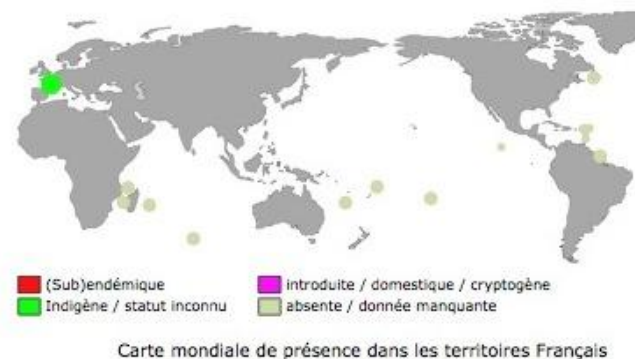 (Sub)endémique
introduite / domestique / cryptogène
Indigène / statut inconnu
absente / donnée manquante
Carte mondiale de présence dans les territoires Français